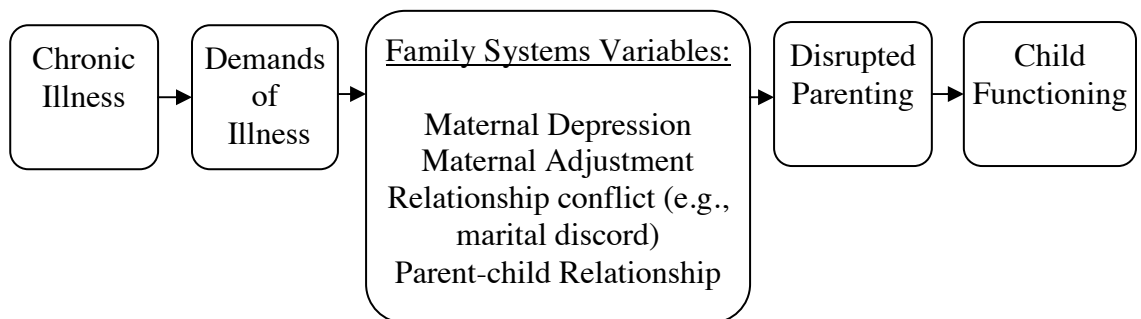 Chronic
Illness
Demands
of
Illness
Family Systems Variables:
Maternal Depression
Maternal Adjustment
Relationship conflict (e.g.,
marital discord)
Parent-child Relationship
Disrupted
Parenting
Child
Functioning